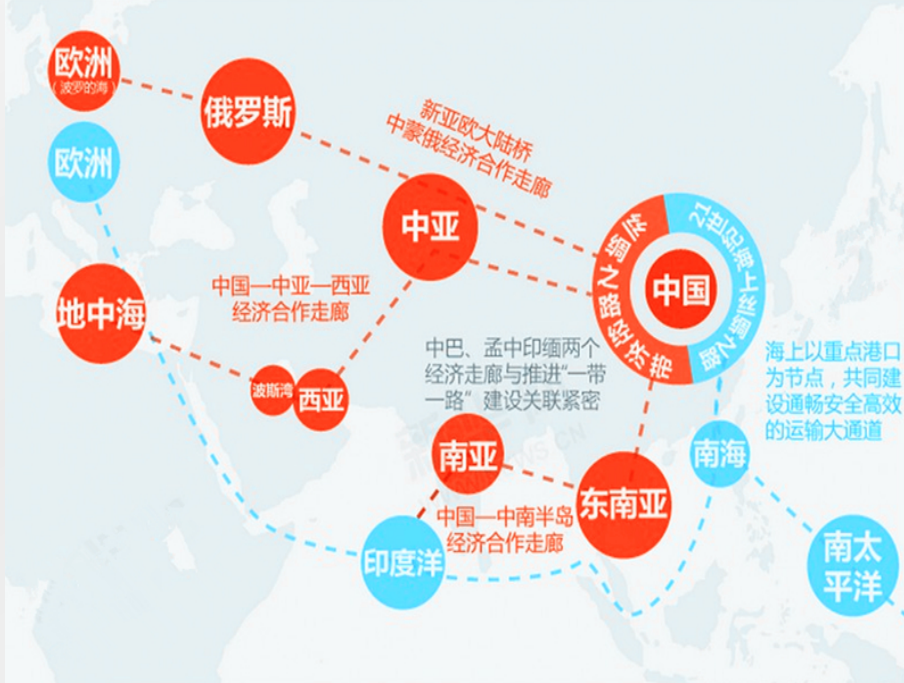 欧洲
(波罗的海)
俄罗斯
欧洲
新亚欧大陆桥
中蒙俄经济合作走廊
中亚
丝绸之路经济带
21世纪海上丝绸之路
中国
地中海
中国—中亚—西亚
经济合作走廊
波斯湾
西亚
中巴、孟中印缅两个
经济走廊与推进“一带
一路”建设关联紧密
海上以重点港口
为节点,共同建
设通畅安全高效
的运输大通道
南亚
南海
东南亚
中国—中南半岛
经济合作走廊
印度洋
南太
平洋